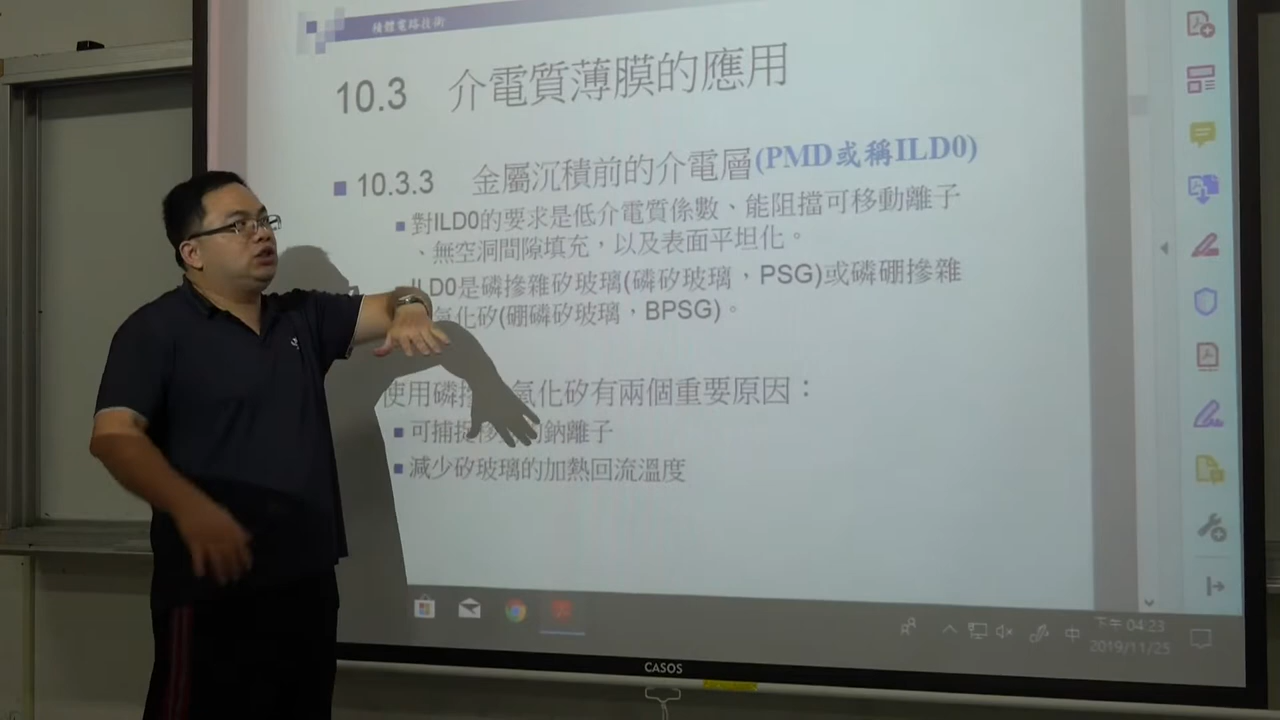 積體電路技術
10.3 介電質薄膜的應用
10.3.3 金屬沉積前的介電層(PMD或稱ILD0)
對ILD0的要求是低介電質係數、能阻擋可移動離子
、無空洞間隙填充，以及表面平坦化。
ILD0是磷摻雜矽玻璃(磷矽玻璃，PSG)或磷硼摻雜
氧化矽(硼磷矽玻璃，BPSG)。
使用磷摻 氧化矽有兩個重要原因：
可捕捉移 的鈉離子
減少矽玻璃的加熱回流溫度
中
下午 04:23
2019/11/25
CASOS